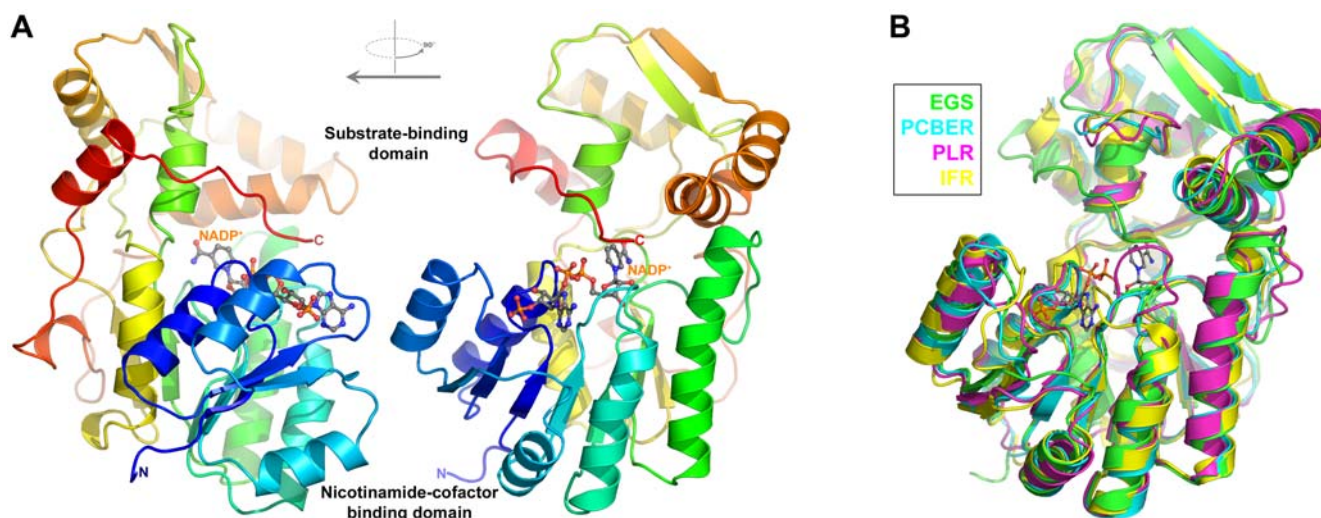 A
90°
B
EGS
PCBER
PLR
IFR
Substrate-binding
domain
NADP⁺
C
C
NADP⁺
N
N
Nicotinamide-cofactor
binding domain